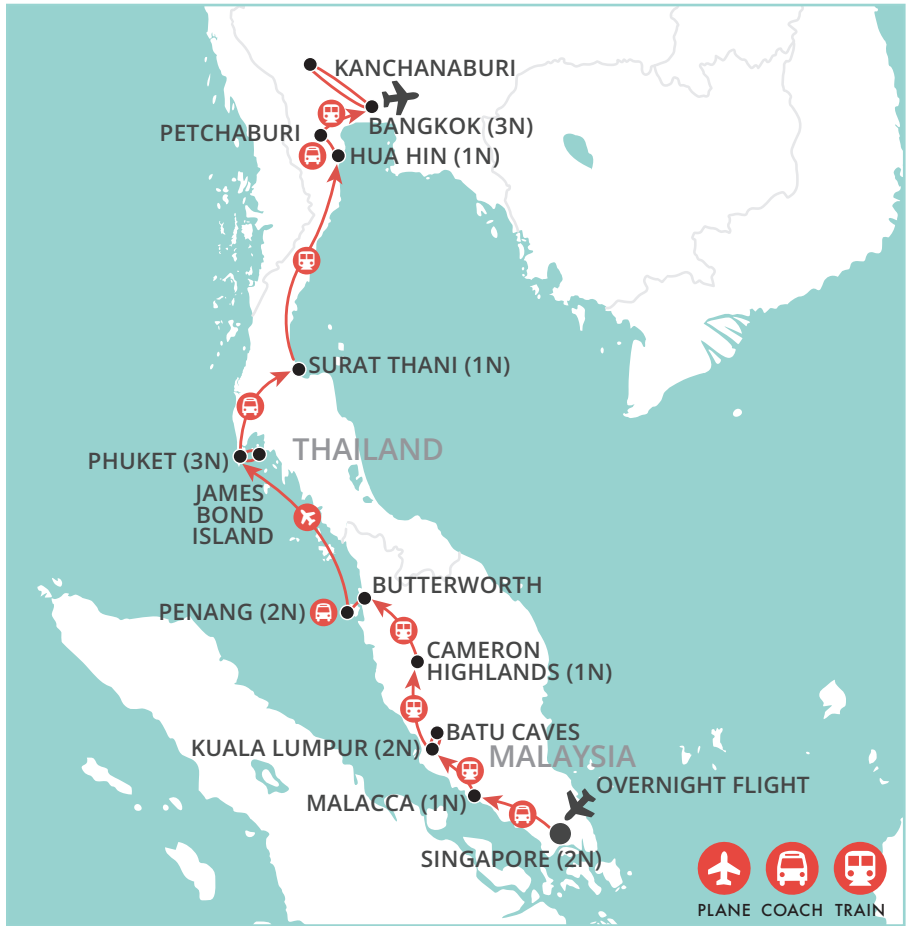 KANCHANABURI
BANGKOK (3N)
PETCHABURI
HUA HIN (1N)
SURAT THANI (1N)
THAILAND
PHUKET (3N)
JAMES
BOND
ISLAND
BUTTERWORTH
PENANG (2N)
CAMERON
HIGHLANDS (1N)
BATU CAVES
KUALA LUMPUR (2N)
MALAYSIA
OVERNIGHT FLIGHT
MALACCA (1N)
SINGAPORE (2N)
PLANE COACH TRAIN